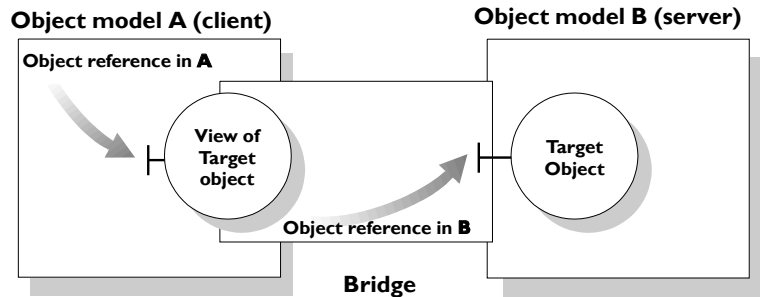 Object model A (client)
Object model B (server)
Object reference in A
View of
Target
object
Target
Object
Object reference in B
Bridge